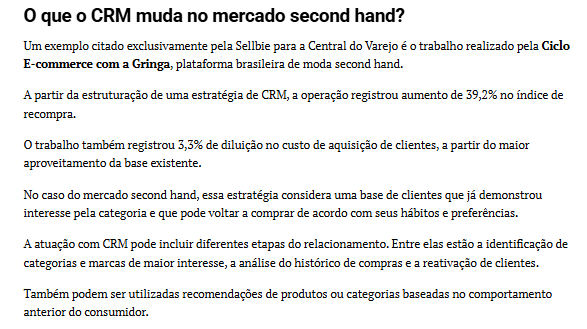 O que o CRM muda no mercado second hand?
Um exemplo citado exclusivamente pela Sellbie para a Central do Varejo é o trabalho realizado pela Ciclo
E-commerce com a Gringa, plataforma brasileira de moda second hand.
A partir da estruturação de uma estratégia de CRM, a operação registrou aumento de 39,2% no índice de
recompra.
O trabalho também registrou 3,3% de diluição no custo de aquisição de clientes, a partir do maior
aproveitamento da base existente.
No caso do mercado second hand, essa estratégia considera uma base de clientes que já demonstrou
interesse pela categoria e que pode voltar a comprar de acordo com seus hábitos e preferências.
A atuação com CRM pode incluir diferentes etapas do relacionamento. Entre elas estão a identificação de
categorias e marcas de maior interesse, a análise do histórico de compras e a reativação de clientes.
Também podem ser utilizadas recomendações de produtos ou categorias baseadas no comportamento
anterior do consumidor.